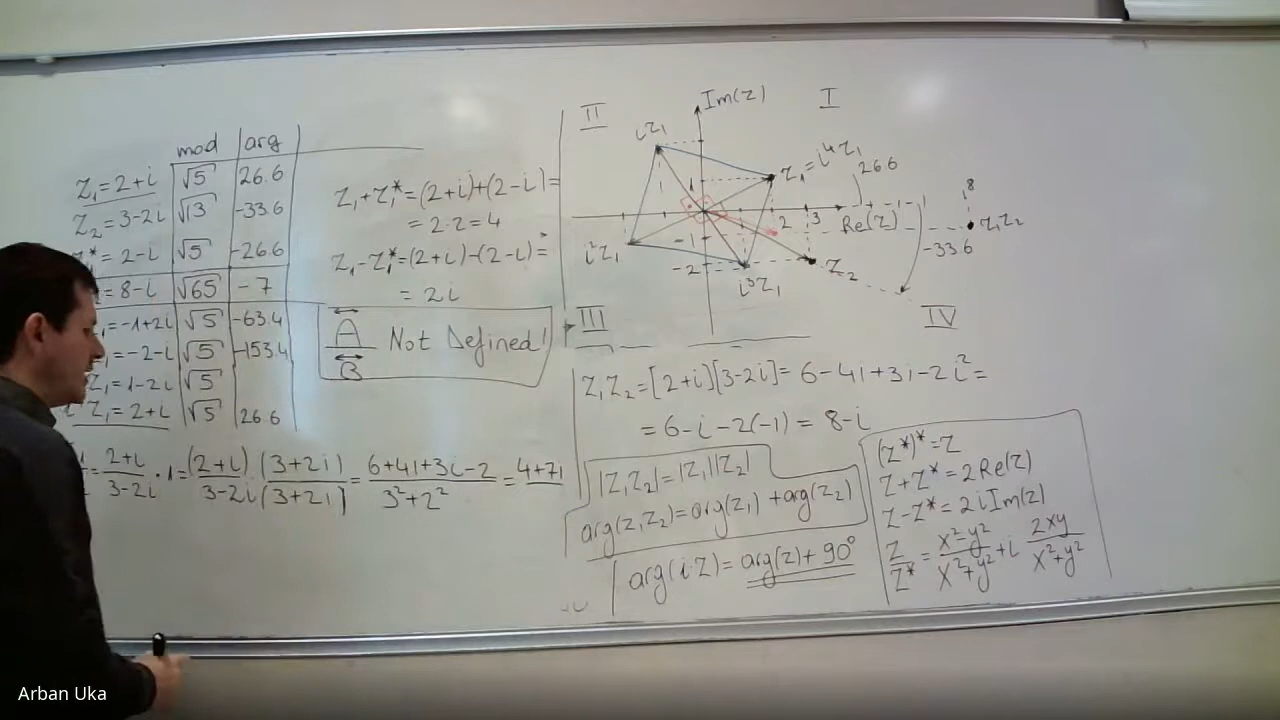 mod arg
Z₁=2+i √5 26.6
Z₂=3-2i √13 -33.6
* = 2-i √5 -26.6
=8-i √65 -7
=-1+2i √5 -63.4
=-2-i √5 -153.4
Z₁=1-2i √5
Z₁=2+i √5 26.6
Z₁+Z₁*=(2+i)+(2-i)=
=2·2=4
Z₁-Z₁*=(2+i)-(2-i)=
=2i
A
B
Not Defined!
=2+i/3-2i · 1=(2+i)/3-2i (3+2i)/(3+2i)=6+4i+3i-2/3²+2²=4+7i
II
Im(z)
I
iZ₁
Z₁=i⁴Z₁
26.6
1
2
3
Re(z)
8
Z₁Z₂
-33.6
i²Z₁
-1
-2
i³Z₁
Z₂
III
IV
Z₁Z₂=[2+i][3-2i]=6-4i+3i-2i²=
=6-i-2(-1)=8-i
|Z₁Z₂|=|Z₁||Z₂|
arg(z₁z₂)=arg(z₁)+arg(z₂)
arg(i·z)=arg(z)+90°
(Z*)*=Z
Z+Z*=2Re(z)
Z-Z*=2iIm(z)
Z/Z*=x²-y²/x²+y²+i 2xy/x²+y²
Arban Uka